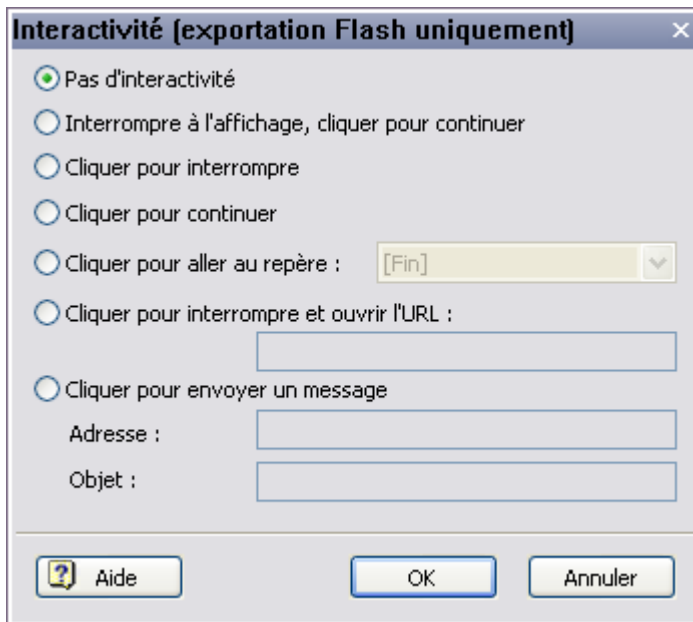 Interactivité (exportation Flash uniquement)
Pas d'interactivité
Interrompre à l'affichage, cliquer pour continuer
Cliquer pour interrompre
Cliquer pour continuer
Cliquer pour aller au repère : [Fin]
Cliquer pour interrompre et ouvrir l'URL :
Cliquer pour envoyer un message
Adresse :
Objet :
Aide OK Annuler